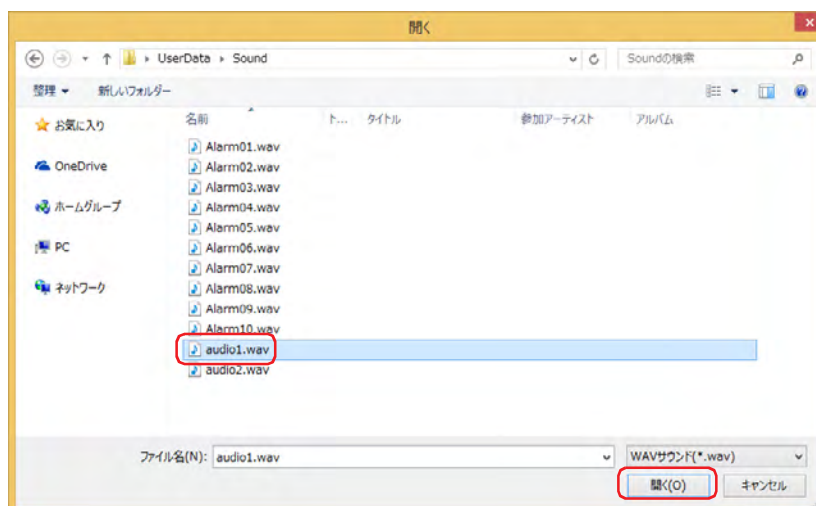 開く
UserData ▸ Sound
Soundの検索
整理 新しいフォルダー
名前 ト... タイトル 参加アーティスト アルバム
お気に入り
OneDrive
ホームグループ
PC
ネットワーク
Alarm01.wav
Alarm02.wav
Alarm03.wav
Alarm04.wav
Alarm05.wav
Alarm06.wav
Alarm07.wav
Alarm08.wav
Alarm09.wav
Alarm10.wav
audio1.wav
audio2.wav
ファイル名(N): audio1.wav
WAVサウンド(*.wav)
開く(O) キャンセル